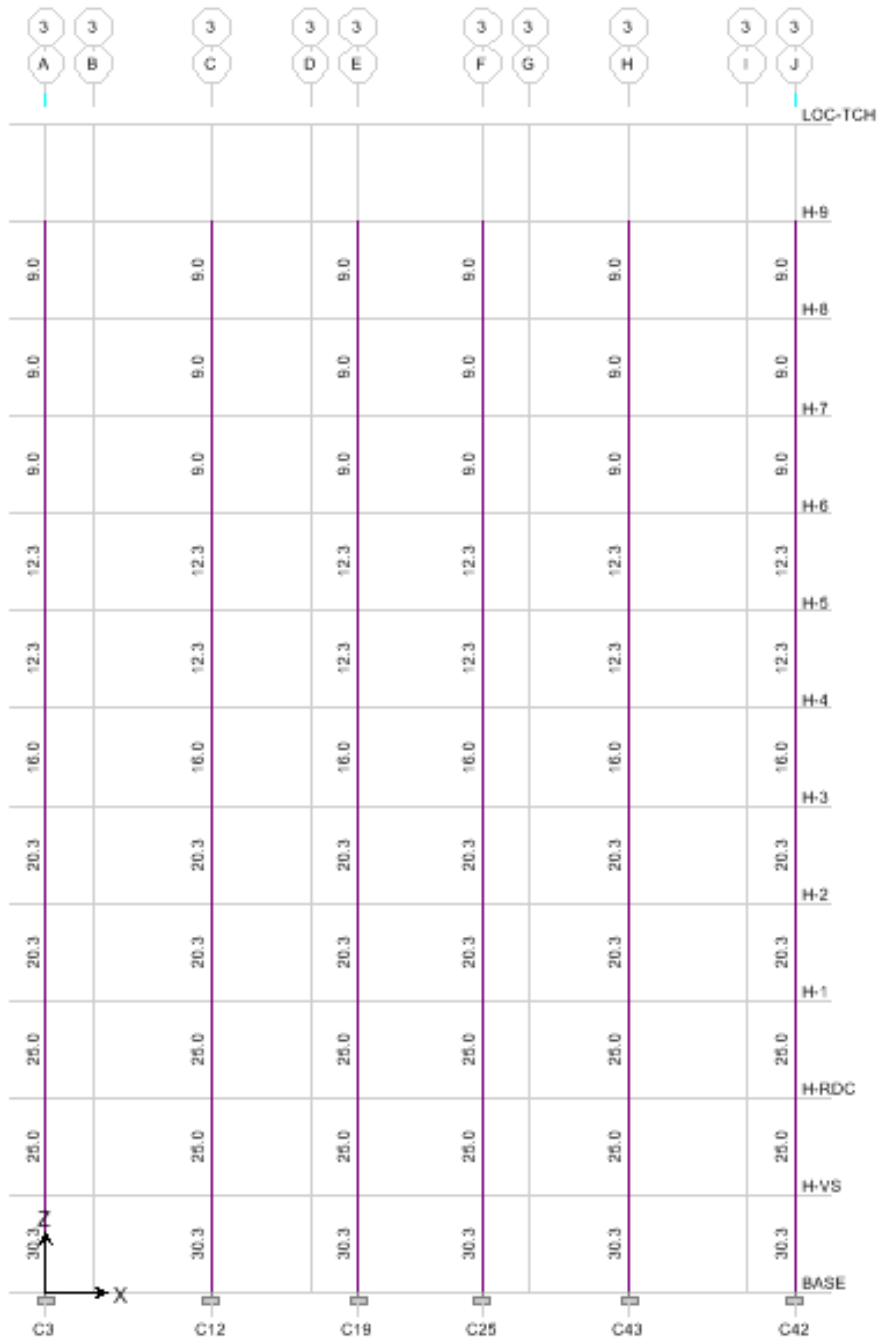 3 3 3 3 3 3 3 3 3 3
A B C D E F G H I J
LOC-TCH
H-9
9.0 9.0 9.0 9.0 9.0 9.0
H-8
9.0 9.0 9.0 9.0 9.0 9.0
H-7
9.0 9.0 9.0 9.0 9.0 9.0
H-6
12.3 12.3 12.3 12.3 12.3 12.3
H-5
12.3 12.3 12.3 12.3 12.3 12.3
H-4
16.0 16.0 16.0 16.0 16.0 16.0
H-3
20.3 20.3 20.3 20.3 20.3 20.3
H-2
20.3 20.3 20.3 20.3 20.3 20.3
H-1
25.0 25.0 25.0 25.0 25.0 25.0
H-RDC
25.0 25.0 25.0 25.0 25.0 25.0
H-VS
Z
30.3 30.3 30.3 30.3 30.3 30.3
BASE
X
C3 C12 C19 C25 C43 C42